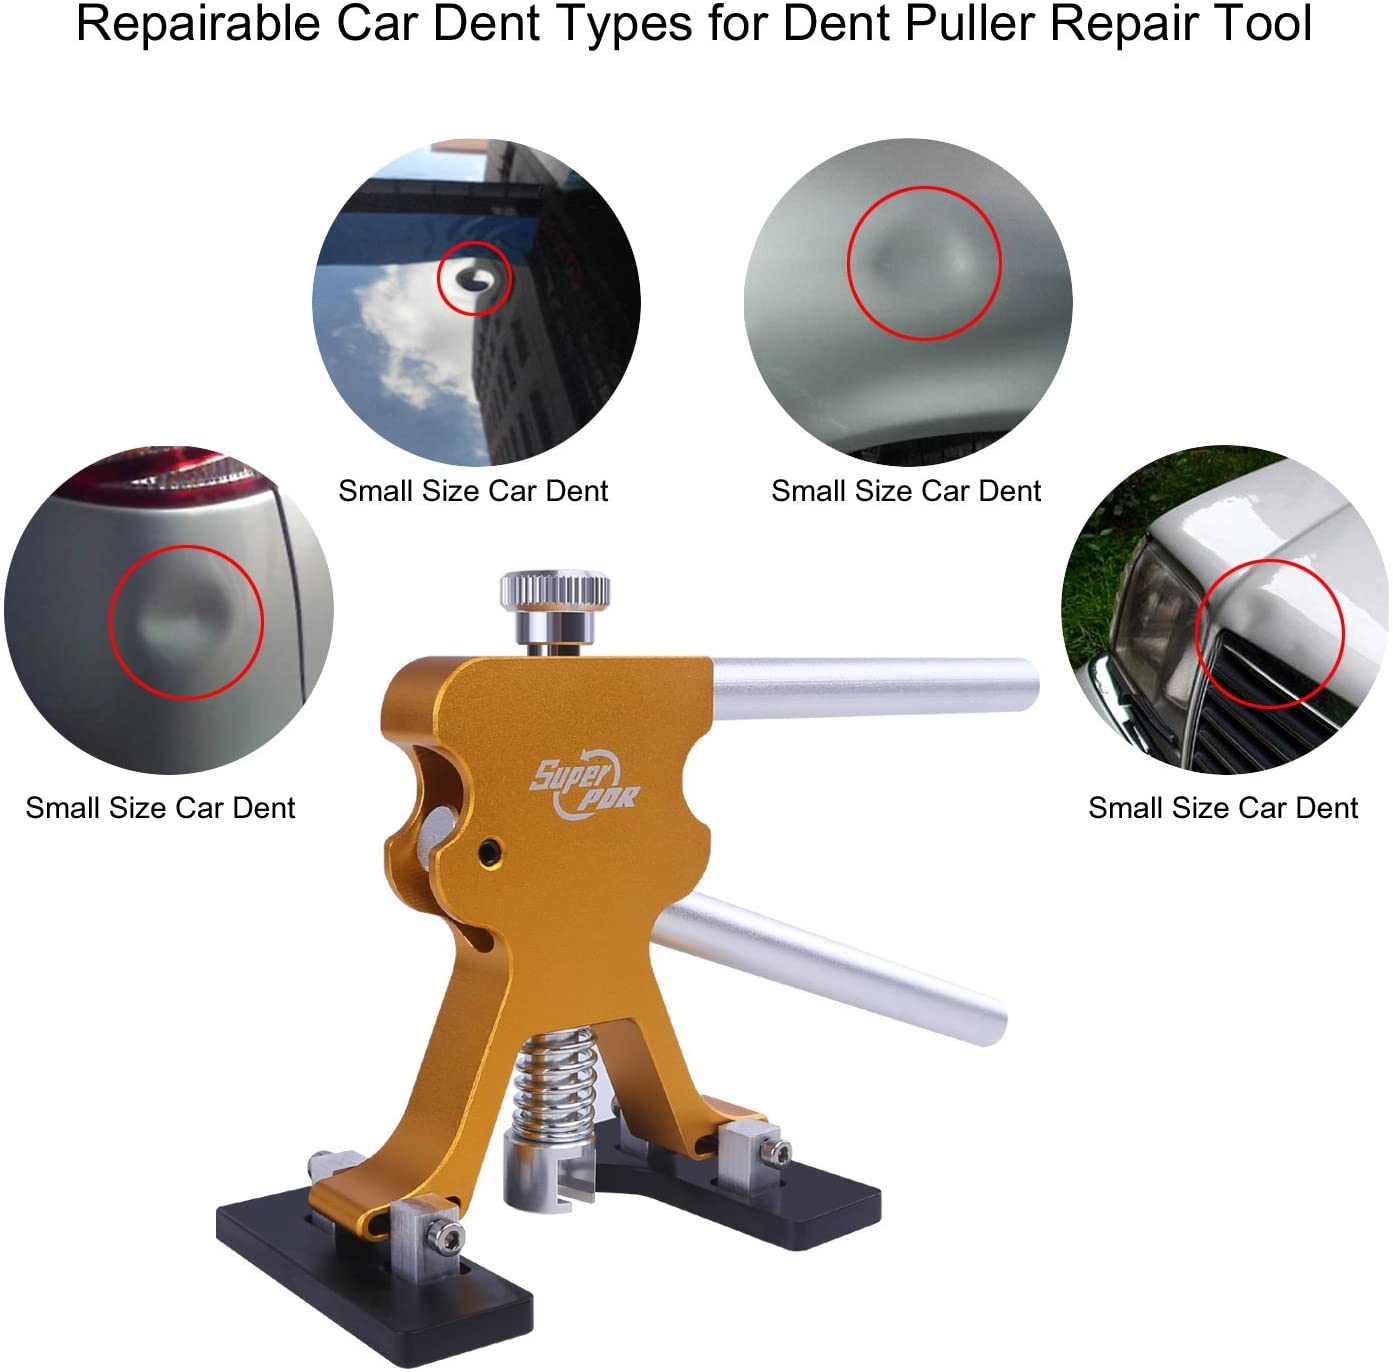 Repairable Car Dent Types for Dent Puller Repair Tool
Small Size Car Dent
Small Size Car Dent
Small Size Car Dent
Small Size Car Dent
Super
PDR